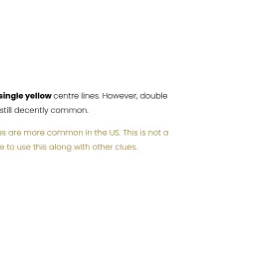 single yellow centre lines. However, double
still decently common.
es are more common in the US. This is not a
e to use this along with other clues.